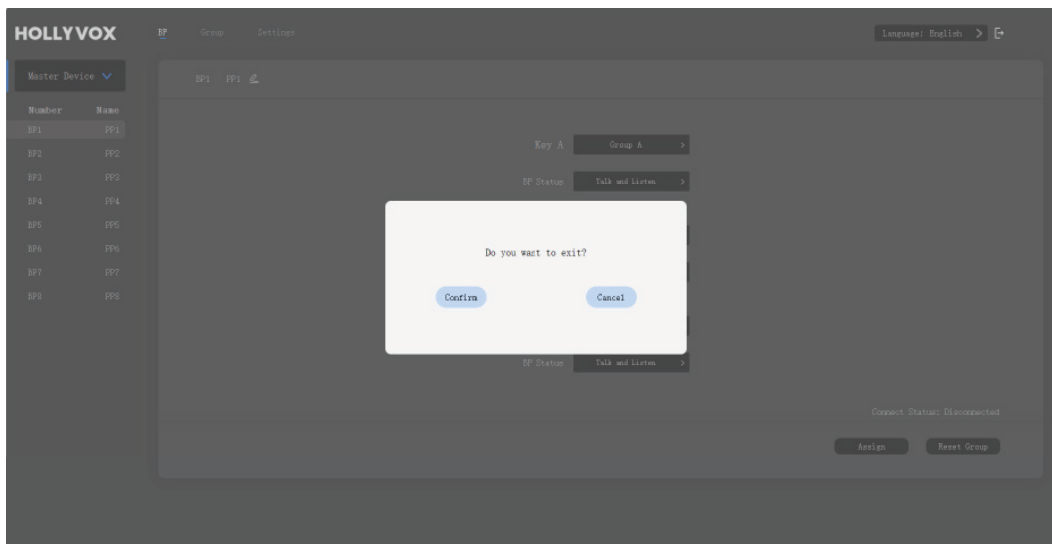 HOLLYVOX
BP Group Settings
Language: English >
Master Device
BP1 PP1
Number Name
BP1 PP1
BP2 PP2
BP3 PP3
BP4 PP4
BP5 PP5
BP6 PP6
BP7 PP7
BP8 PP8
Key A Group A >
BP Status Talk and Listen >
Do you want to exit?
Confirm Cancel
BP Status Talk and Listen >
Connect Status: Disconnected
Assign Reset Group